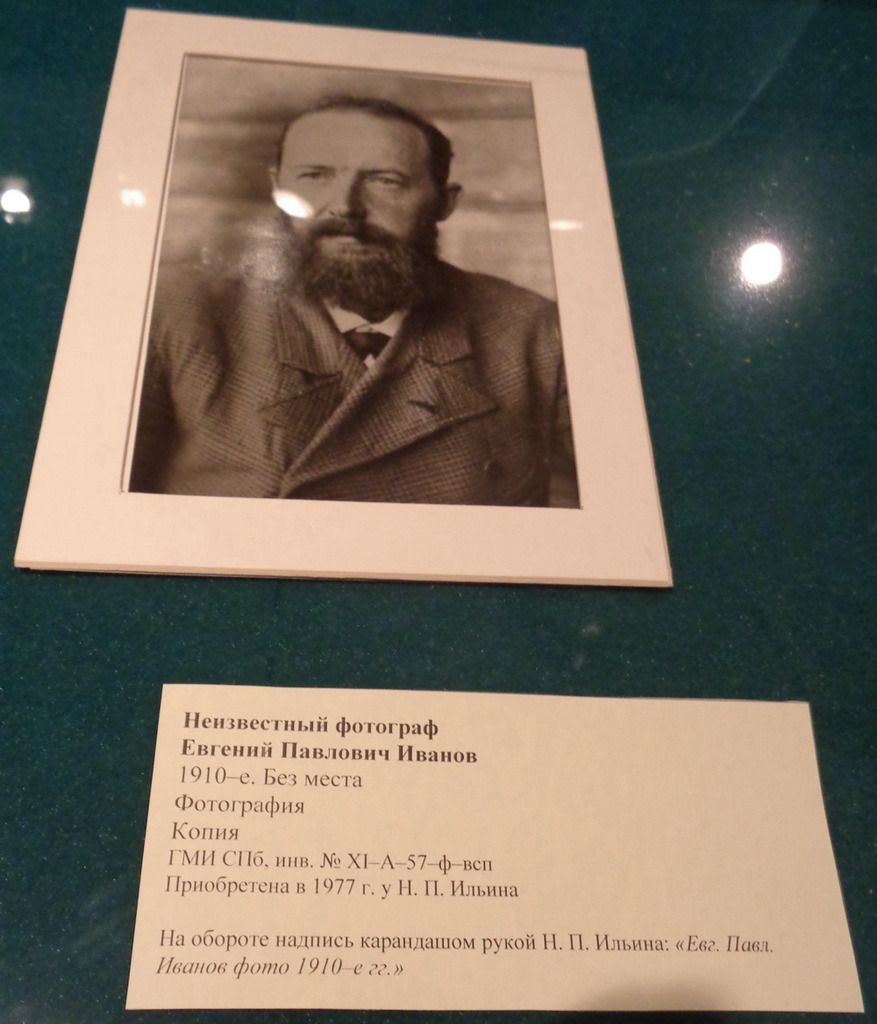 Неизвестный фотограф
Евгений Павлович Иванов
1910–е. Без места
Фотография
Копия
ГМИ СПб, инв. № XI–А–57–ф–всп
Приобретена в 1977 г. у Н. П. Ильина
На обороте надпись карандашом рукой Н. П. Ильина: «Евг. Павл.
Иванов фото 1910–е гг.»